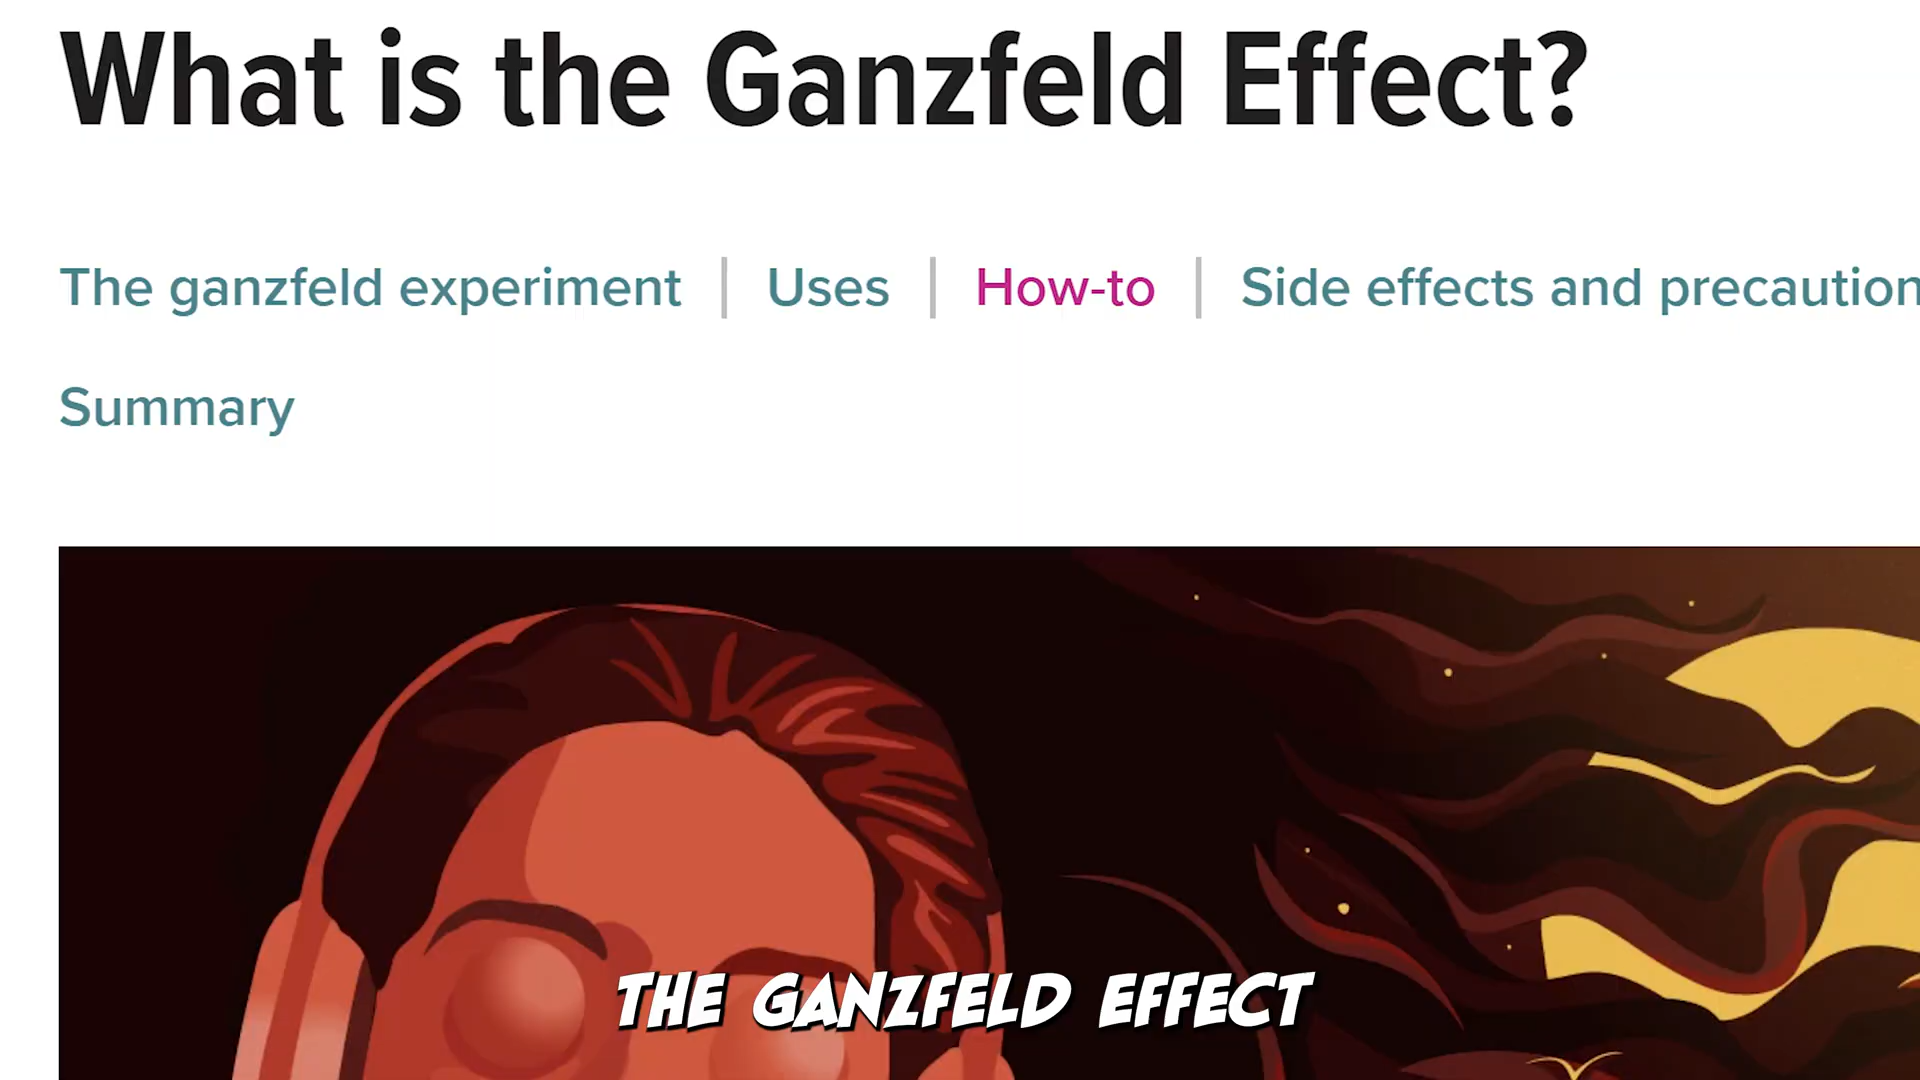 What is the Ganzfeld Effect?
The ganzfeld experiment | Uses | How-to | Side effects and precaution
Summary
THE GANZFELD EFFECT